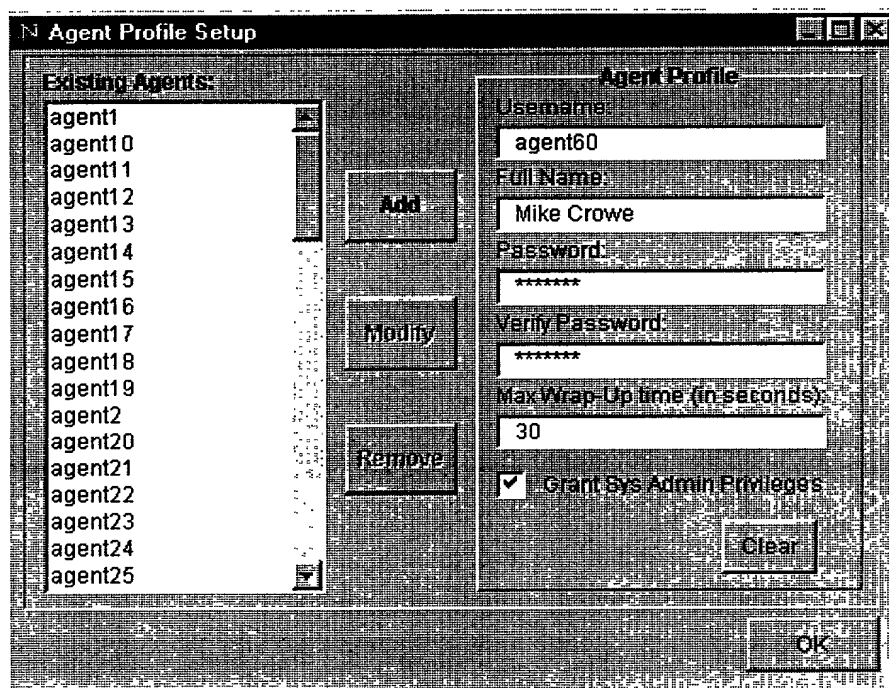 Agent Profile Setup
Existing Agents:
agent1
agent10
agent11
agent12
agent13
agent14
agent15
agent16
agent17
agent18
agent19
agent2
agent20
agent21
agent22
agent23
agent24
agent25
Add
Modify
Remove
Agent Profile
Username:
agent60
Full Name:
Mike Crowe
Password:
*******
Verify Password:
*******
Max Wrap-Up time (in seconds):
30
Grant Sys Admin Privileges
Clear
OK